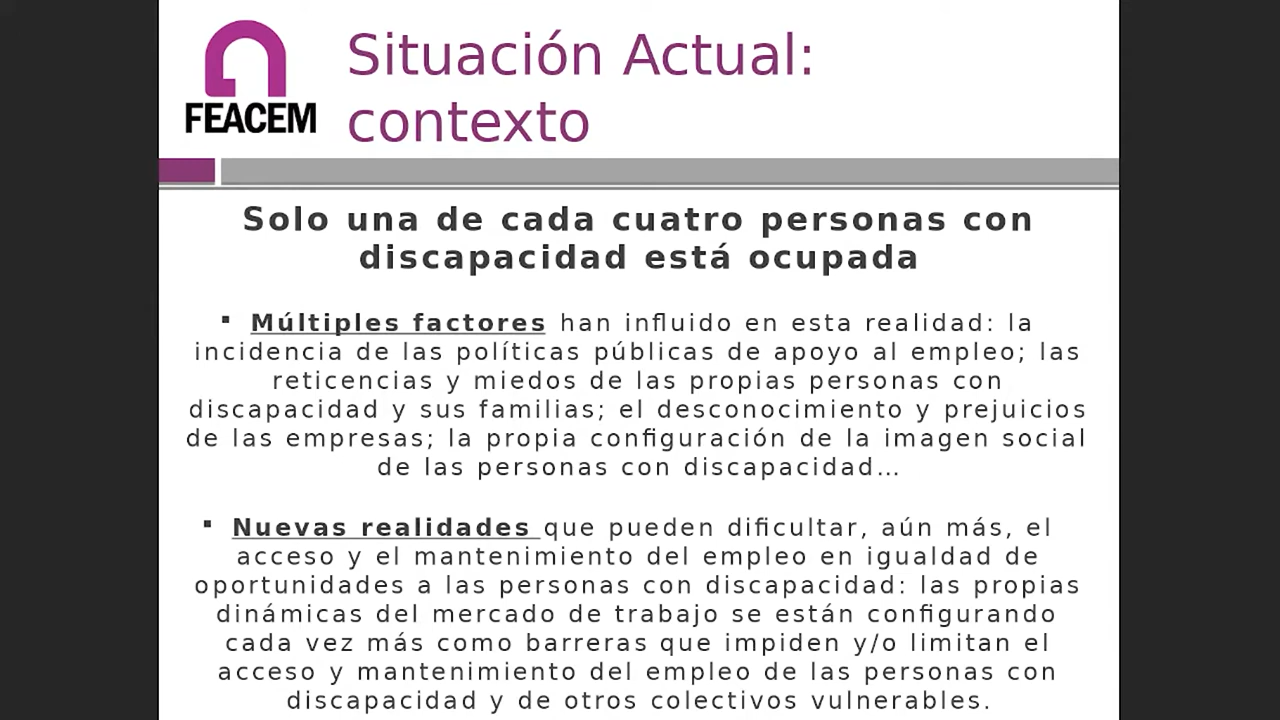 FEACEM
Situación Actual:
contexto
Solo una de cada cuatro personas con
discapacidad está ocupada
▪ Múltiples factores han influido en esta realidad: la
incidencia de las políticas públicas de apoyo al empleo; las
reticencias y miedos de las propias personas con
discapacidad y sus familias; el desconocimiento y prejuicios
de las empresas; la propia configuración de la imagen social
de las personas con discapacidad…
▪ Nuevas realidades que pueden dificultar, aún más, el
acceso y el mantenimiento del empleo en igualdad de
oportunidades a las personas con discapacidad: las propias
dinámicas del mercado de trabajo se están configurando
cada vez más como barreras que impiden y/o limitan el
acceso y mantenimiento del empleo de las personas con
discapacidad y de otros colectivos vulnerables.